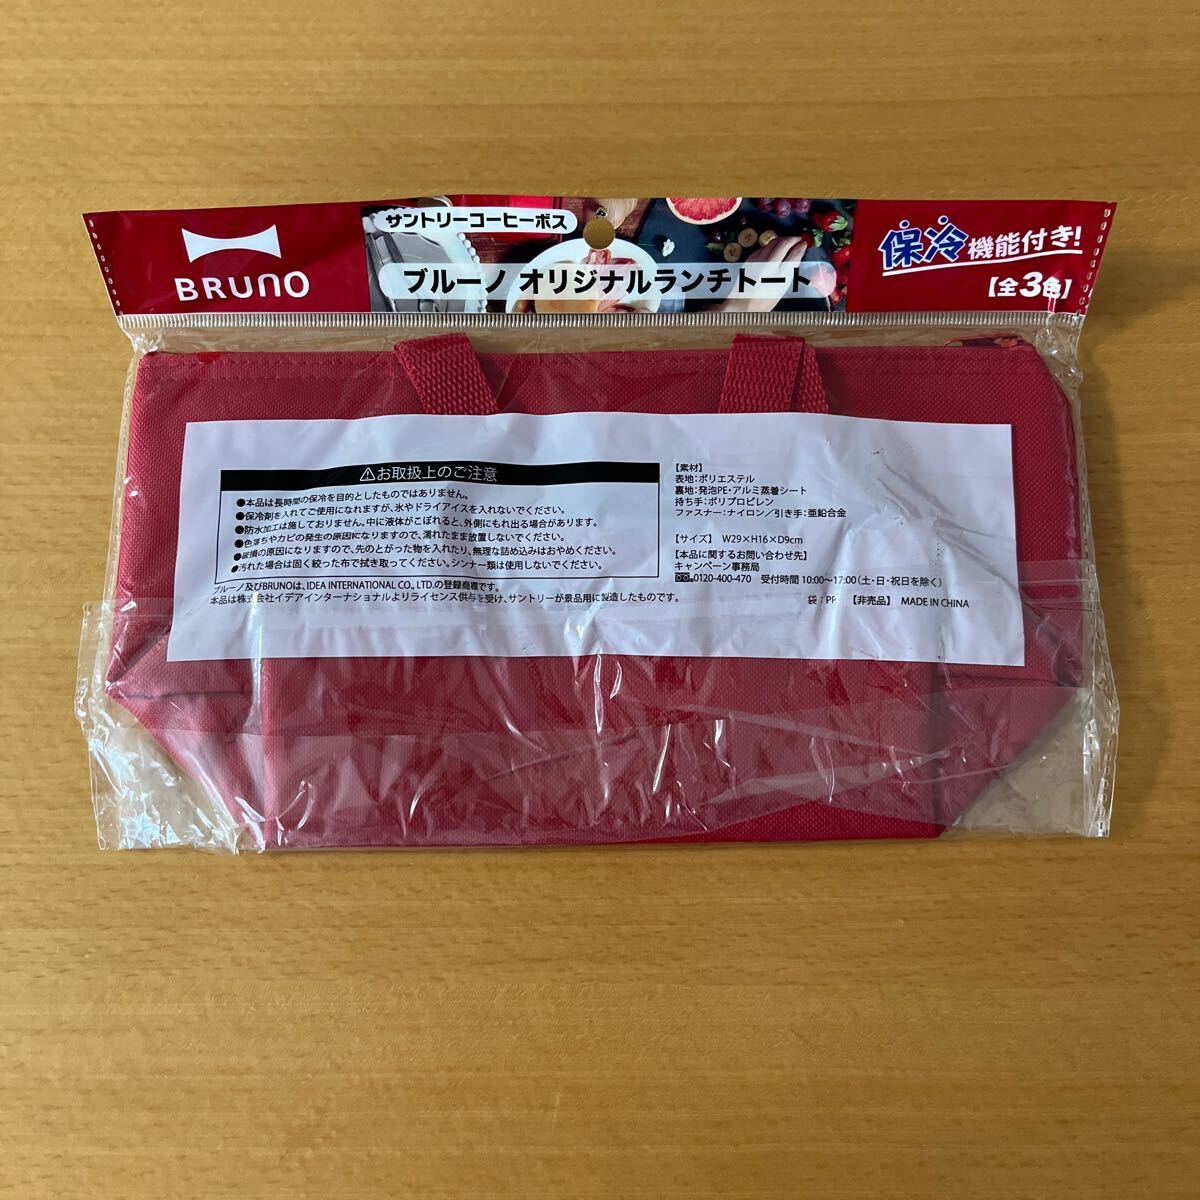 BRUNO
サントリーコーヒーボス
ブルーノ オリジナルランチトート
保冷機能付き!
【全3色】
⚠お取扱上のご注意
●本品は長時間の保冷を目的としたものではありません。
●保冷剤を入れてご使用になれますが、氷やドライアイスを入れないでください。
●防水加工は施しておりません。中に液体がこぼれると、外側にもれ出る場合があります。
●色落ちやカビの発生の原因になりますので、濡れたまま放置しないでください。
●破損の原因になりますので、先のとがった物を入れたり、無理な詰め込みはおやめください。
●汚れた場合は固く絞った布で拭き取ってください。シンナー類は使用しないでください。
ブルーノ及びBRUNOは、IDEA INTERNATIONAL CO., LTD.の登録商標です。
本品は株式会社イデアインターナショナルよりライセンス供与を受け、サントリーが景品用に製造したものです。
【素材】
表地:ポリエステル
裏地:発泡PE・アルミ蒸着シート
持ち手:ポリプロピレン
ファスナー:ナイロン/引き手:亜鉛合金
【サイズ】 W29×H16×D9cm
【本品に関するお問い合わせ先】
キャンペーン事務局
0120-400-470 受付時間 10:00~17:00(土・日・祝日を除く)
袋:PP 【非売品】 MADE IN CHINA